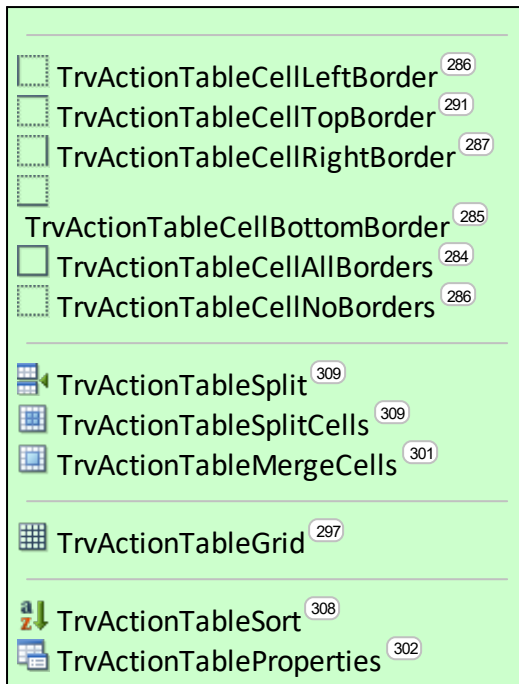 TrvActionTableCellLeftBorder 286
TrvActionTableCellTopBorder 291
TrvActionTableCellRightBorder 287
TrvActionTableCellBottomBorder 285
TrvActionTableCellAllBorders 284
TrvActionTableCellNoBorders 286
TrvActionTableSplit 309
TrvActionTableSplitCells 309
TrvActionTableMergeCells 301
TrvActionTableGrid 297
TrvActionTableSort 308
TrvActionTableProperties 302